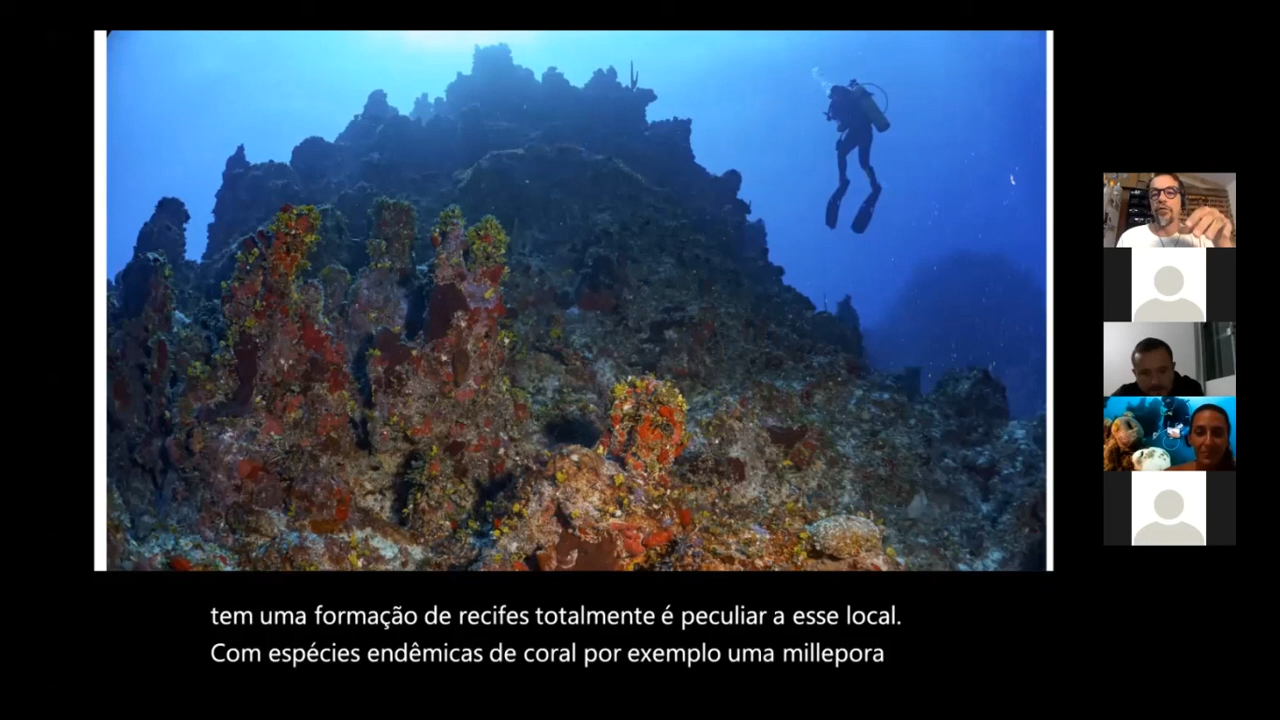 tem uma formação de recifes totalmente é peculiar a esse local.
Com espécies endêmicas de coral por exemplo uma millepora